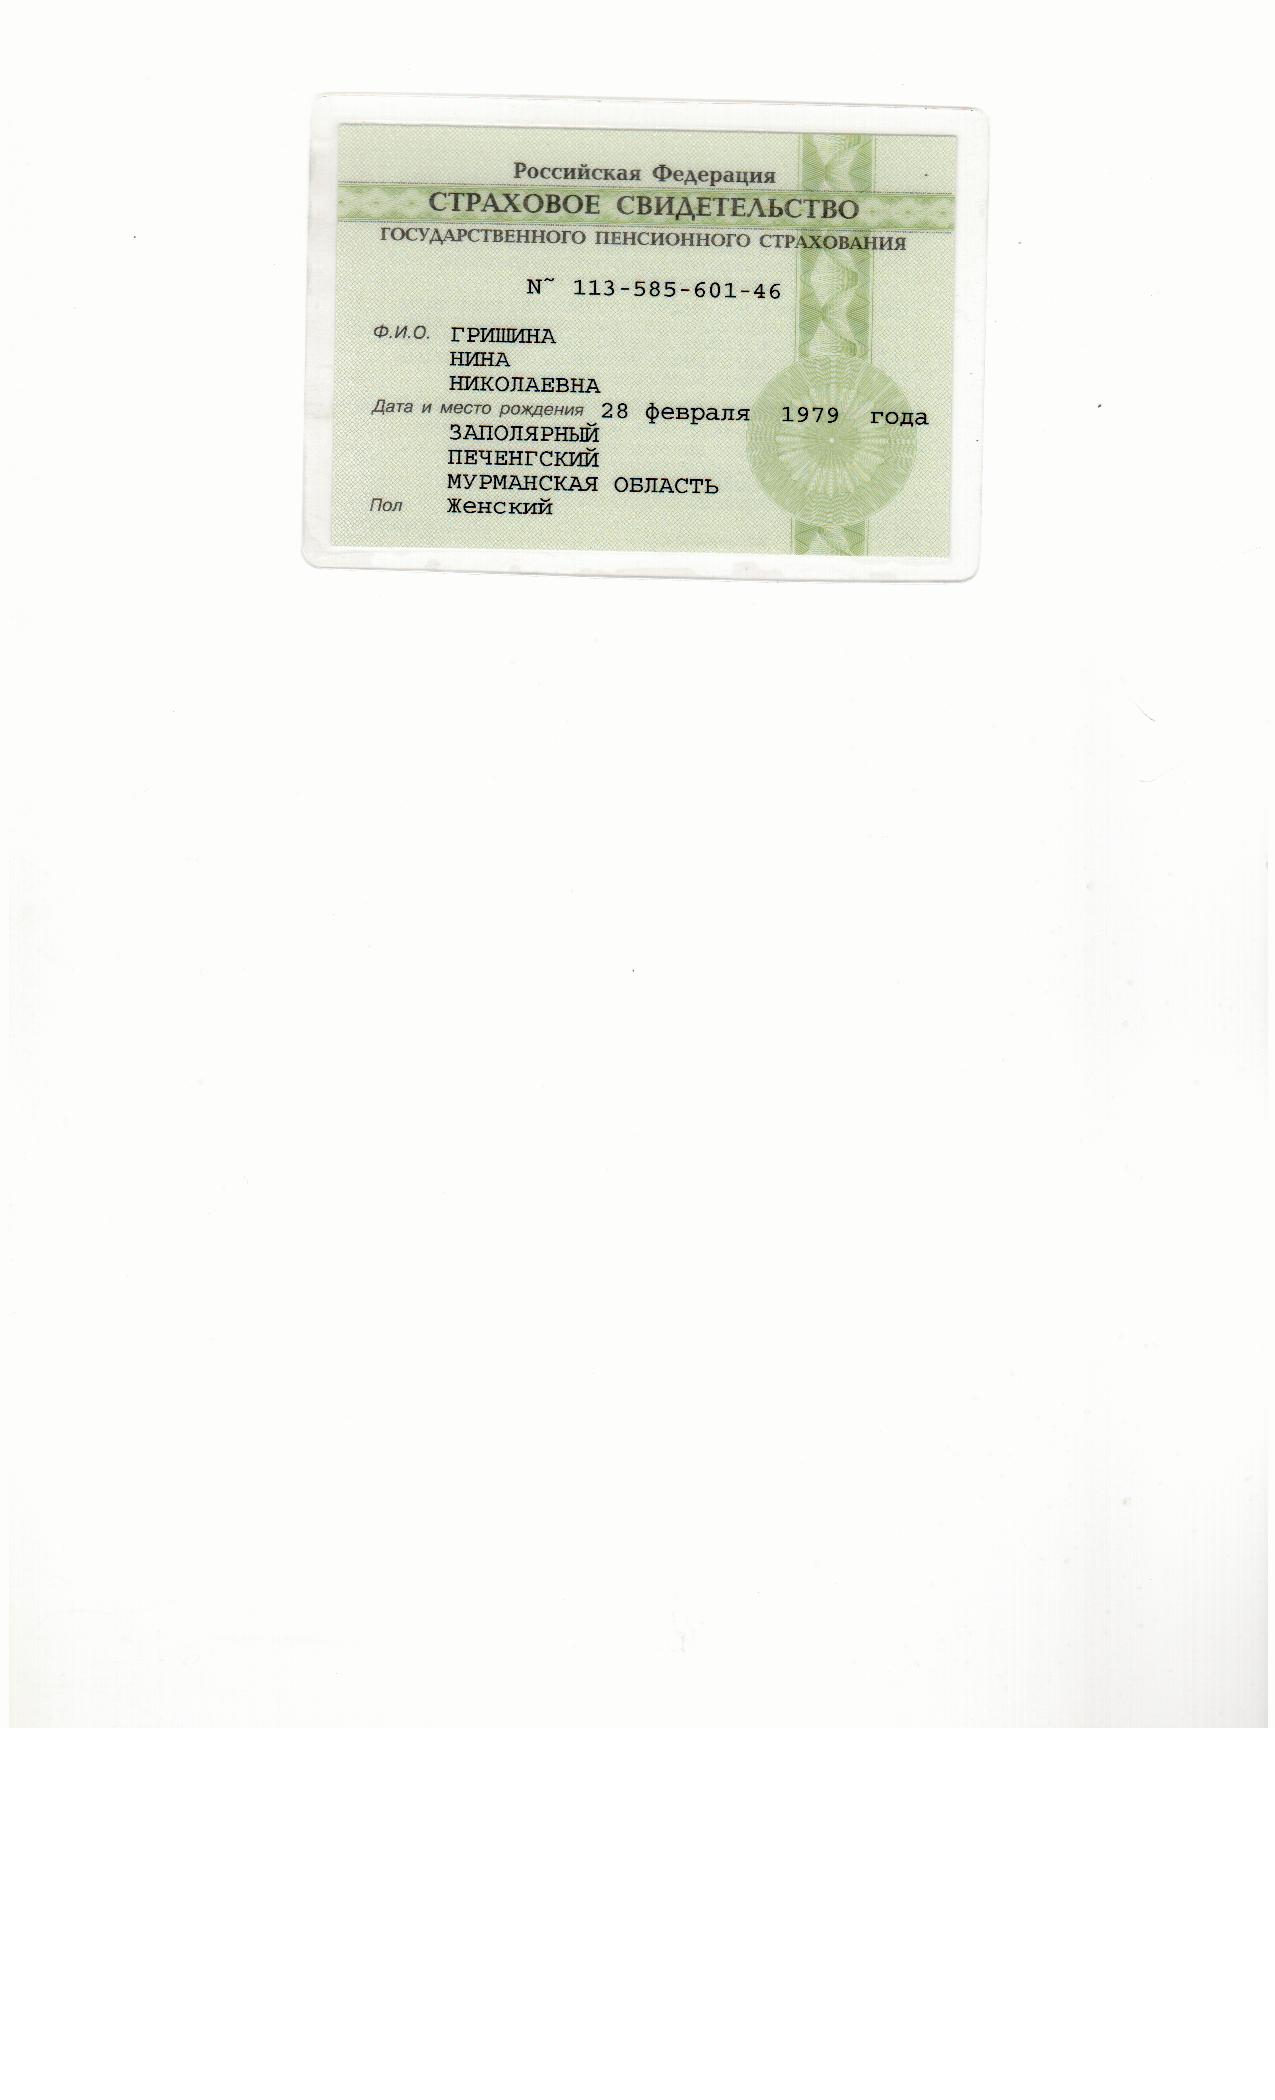 Российская Федерация
СТРАХОВОЕ СВИДЕТЕЛЬСТВО
ГОСУДАРСТВЕННОГО ПЕНСИОННОГО СТРАХОВАНИЯ
N~ 113-585-601-46
Ф.И.О. ГРИШИНА
НИНА
НИКОЛАЕВНА
Дата и место рождения 28 февраля 1979 года
ЗАПОЛЯРНЫЙ
ПЕЧЕНГСКИЙ
МУРМАНСКАЯ ОБЛАСТЬ
Пол Женский